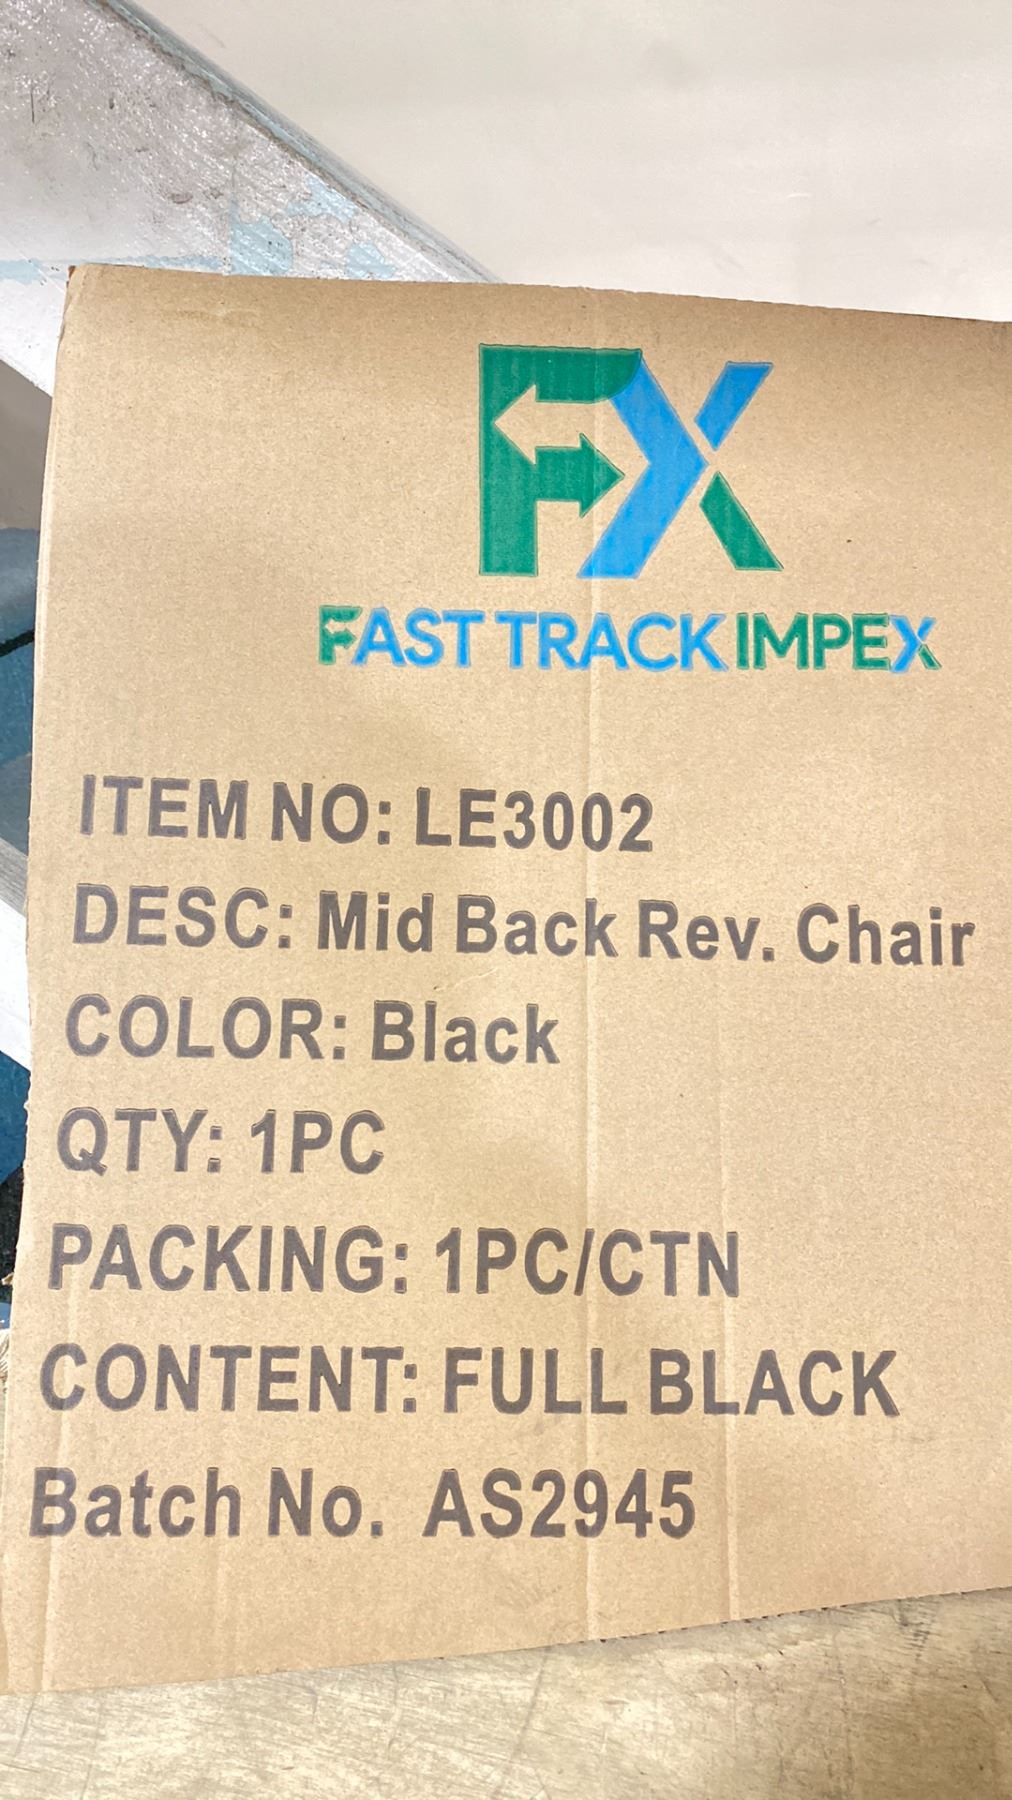 FX
FAST TRACK IMPEX
ITEM NO: LE3002
DESC: Mid Back Rev. Chair
COLOR: Black
QTY: 1PC
PACKING: 1PC/CTN
CONTENT: FULL BLACK
Batch No. AS2945